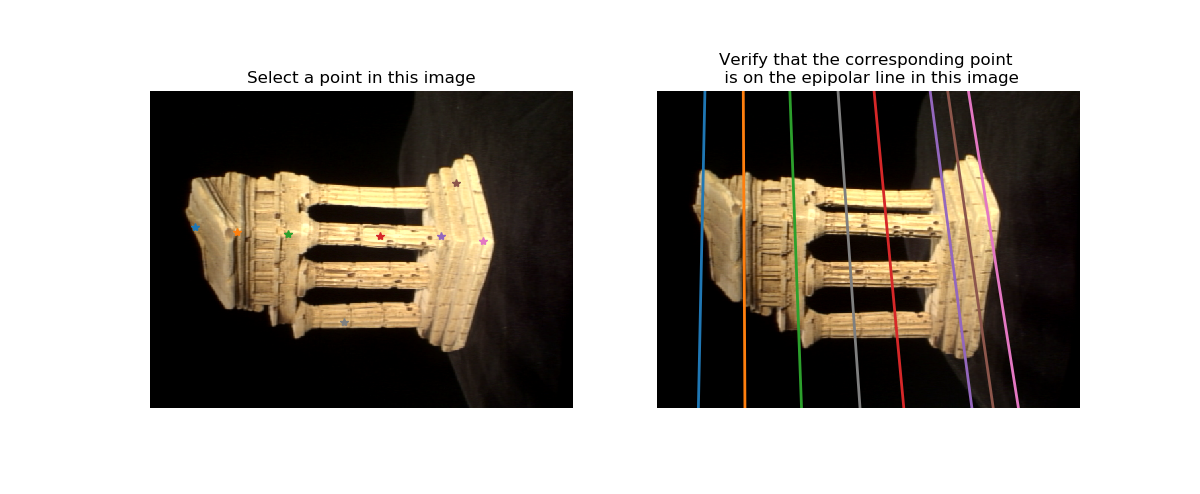 Select a point in this image
Verify that the corresponding point
is on the epipolar line in this image